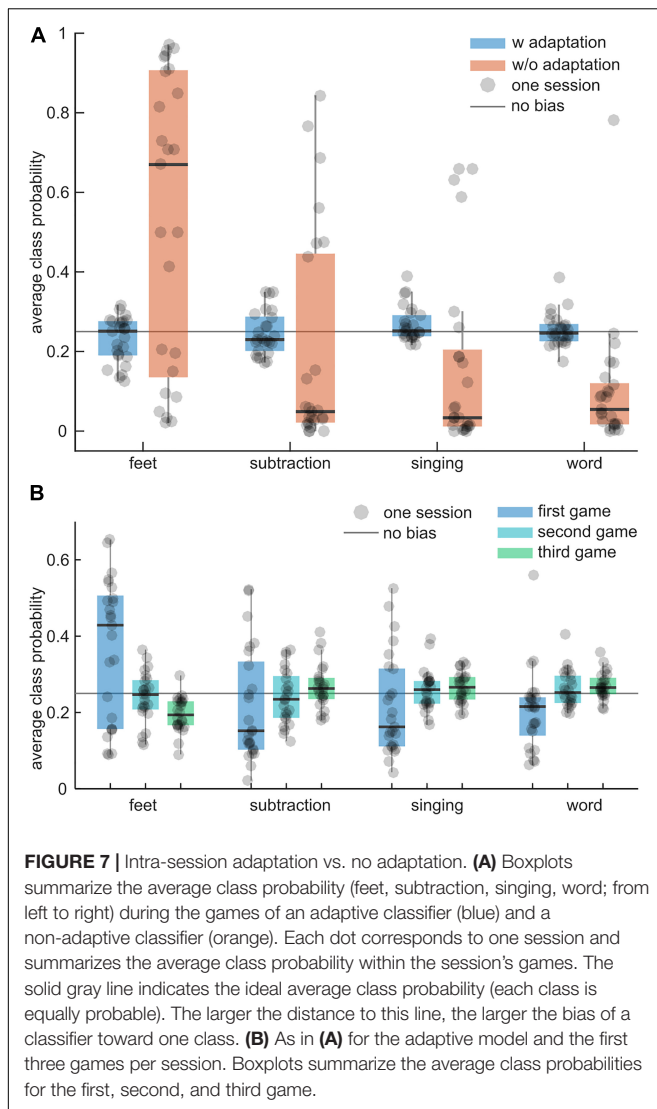 A
1
0.8
0.6
0.4
0.2
0
average class probability
w adaptation
w/o adaptation
one session
no bias
feet subtraction singing word
B
0.6
0.4
0.2
0
average class probability
one session
no bias
first game
second game
third game
feet subtraction singing word
FIGURE 7 | Intra-session adaptation vs. no adaptation. (A) Boxplots
summarize the average class probability (feet, subtraction, singing, word; from
left to right) during the games of an adaptive classifier (blue) and a
non-adaptive classifier (orange). Each dot corresponds to one session and
summarizes the average class probability within the session's games. The
solid gray line indicates the ideal average class probability (each class is
equally probable). The larger the distance to this line, the larger the bias of a
classifier toward one class. (B) As in (A) for the adaptive model and the first
three games per session. Boxplots summarize the average class probabilities
for the first, second, and third game.